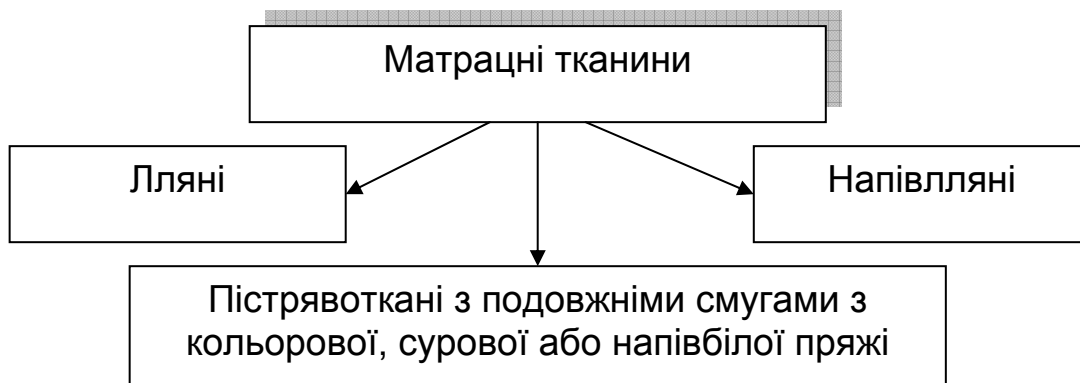 Матрацні тканини
Лляні
Напівлляні
Пістрявоткані з подовжніми смугами з
кольорової, сурової або напівбілої пряжі